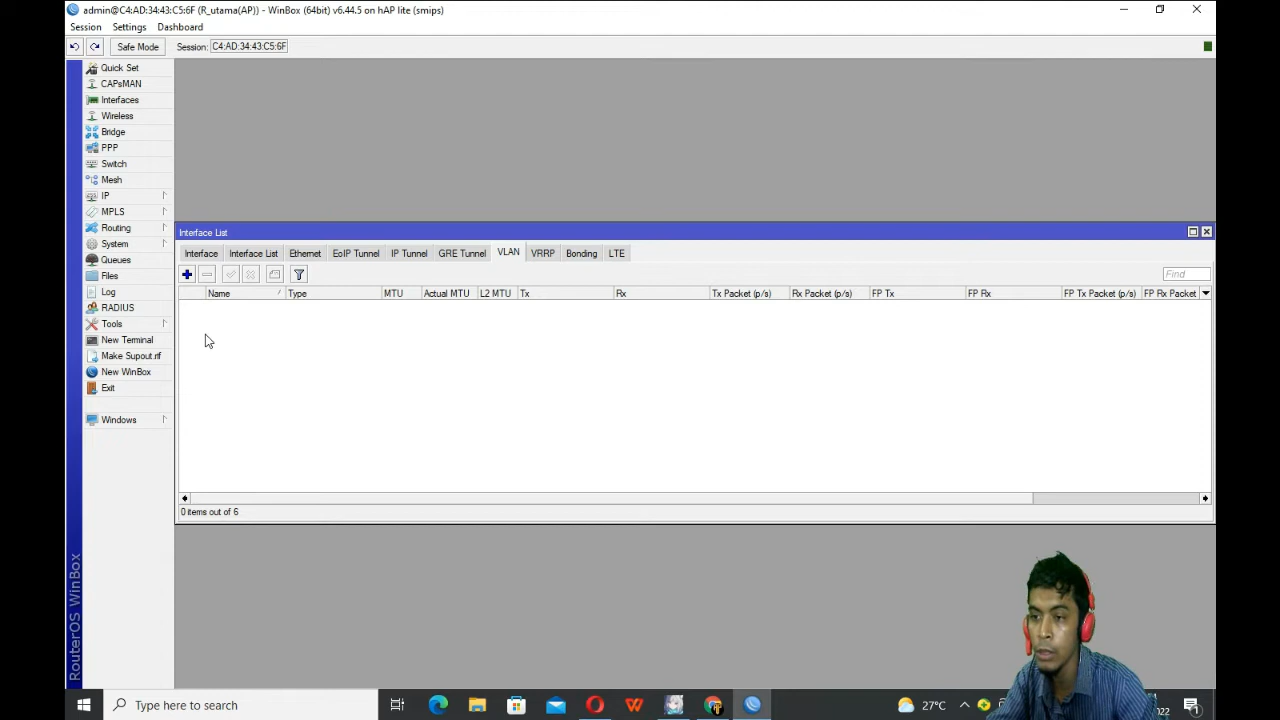 admin@C4:AD:34:43:C5:6F (R_utama(AP)) - WinBox (64bit) v6.44.5 on hAP lite (smips)
Session Settings Dashboard
Safe Mode Session: C4:AD:34:43:C5:6F
Quick Set
CAPsMAN
Interfaces
Wireless
Bridge
PPP
Switch
Mesh
IP
MPLS
Routing
System
Queues
Files
Log
RADIUS
Tools
New Terminal
Make Supout.rif
New WinBox
Exit
Windows
RouterOS WinBox
Interface List
Interface Interface List Ethernet EoIP Tunnel IP Tunnel GRE Tunnel VLAN VRRP Bonding LTE
Find
Name Type MTU Actual MTU L2 MTU Tx Rx Tx Packet (p/s) Rx Packet (p/s) FP Tx FP Rx FP Tx Packet (p/s) FP Rx Packet
0 items out of 6
Type here to search
27°C